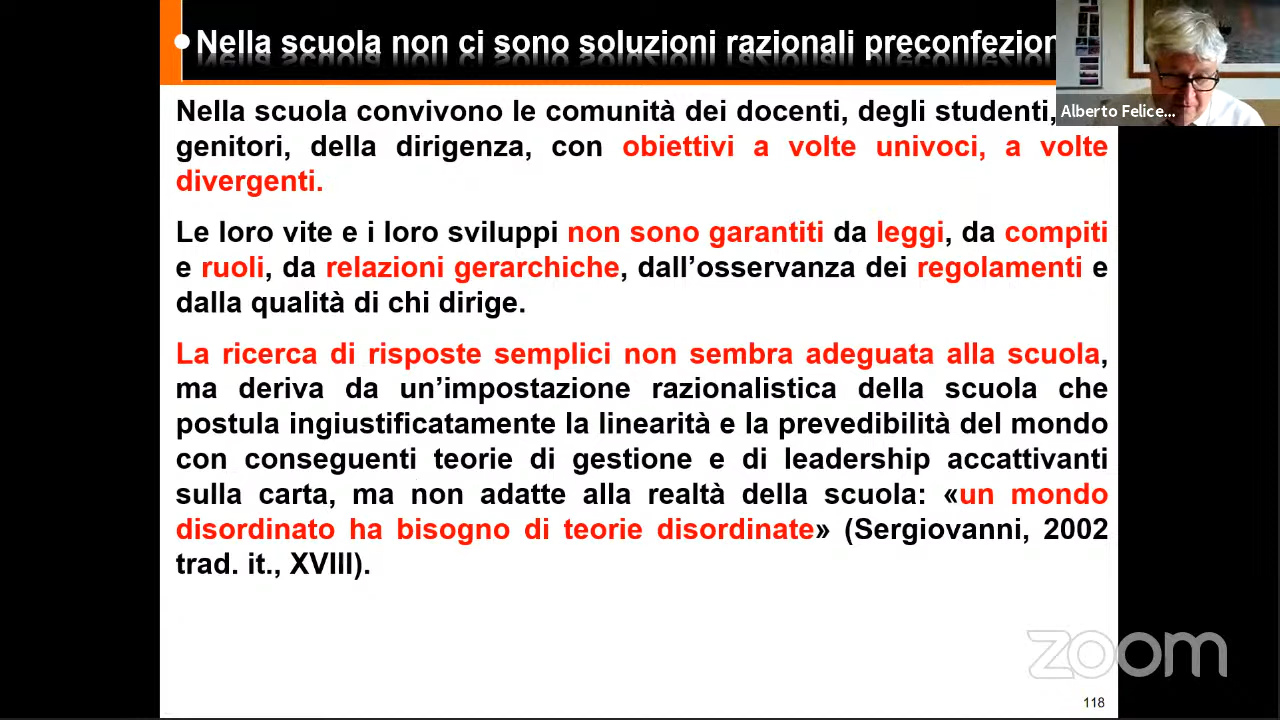 Nella scuola non ci sono soluzioni razionali preconfezion
Alberto Felice...
Nella scuola convivono le comunità dei docenti, degli studenti,
genitori, della dirigenza, con obiettivi a volte univoci, a volte
divergenti.
Le loro vite e i loro sviluppi non sono garantiti da leggi, da compiti
e ruoli, da relazioni gerarchiche, dall’osservanza dei regolamenti e
dalla qualità di chi dirige.
La ricerca di risposte semplici non sembra adeguata alla scuola,
ma deriva da un’impostazione razionalistica della scuola che
postula ingiustificatamente la linearità e la prevedibilità del mondo
con conseguenti teorie di gestione e di leadership accattivanti
sulla carta, ma non adatte alla realtà della scuola: «un mondo
disordinato ha bisogno di teorie disordinate» (Sergiovanni, 2002
trad. it., XVIII).
zoom
118